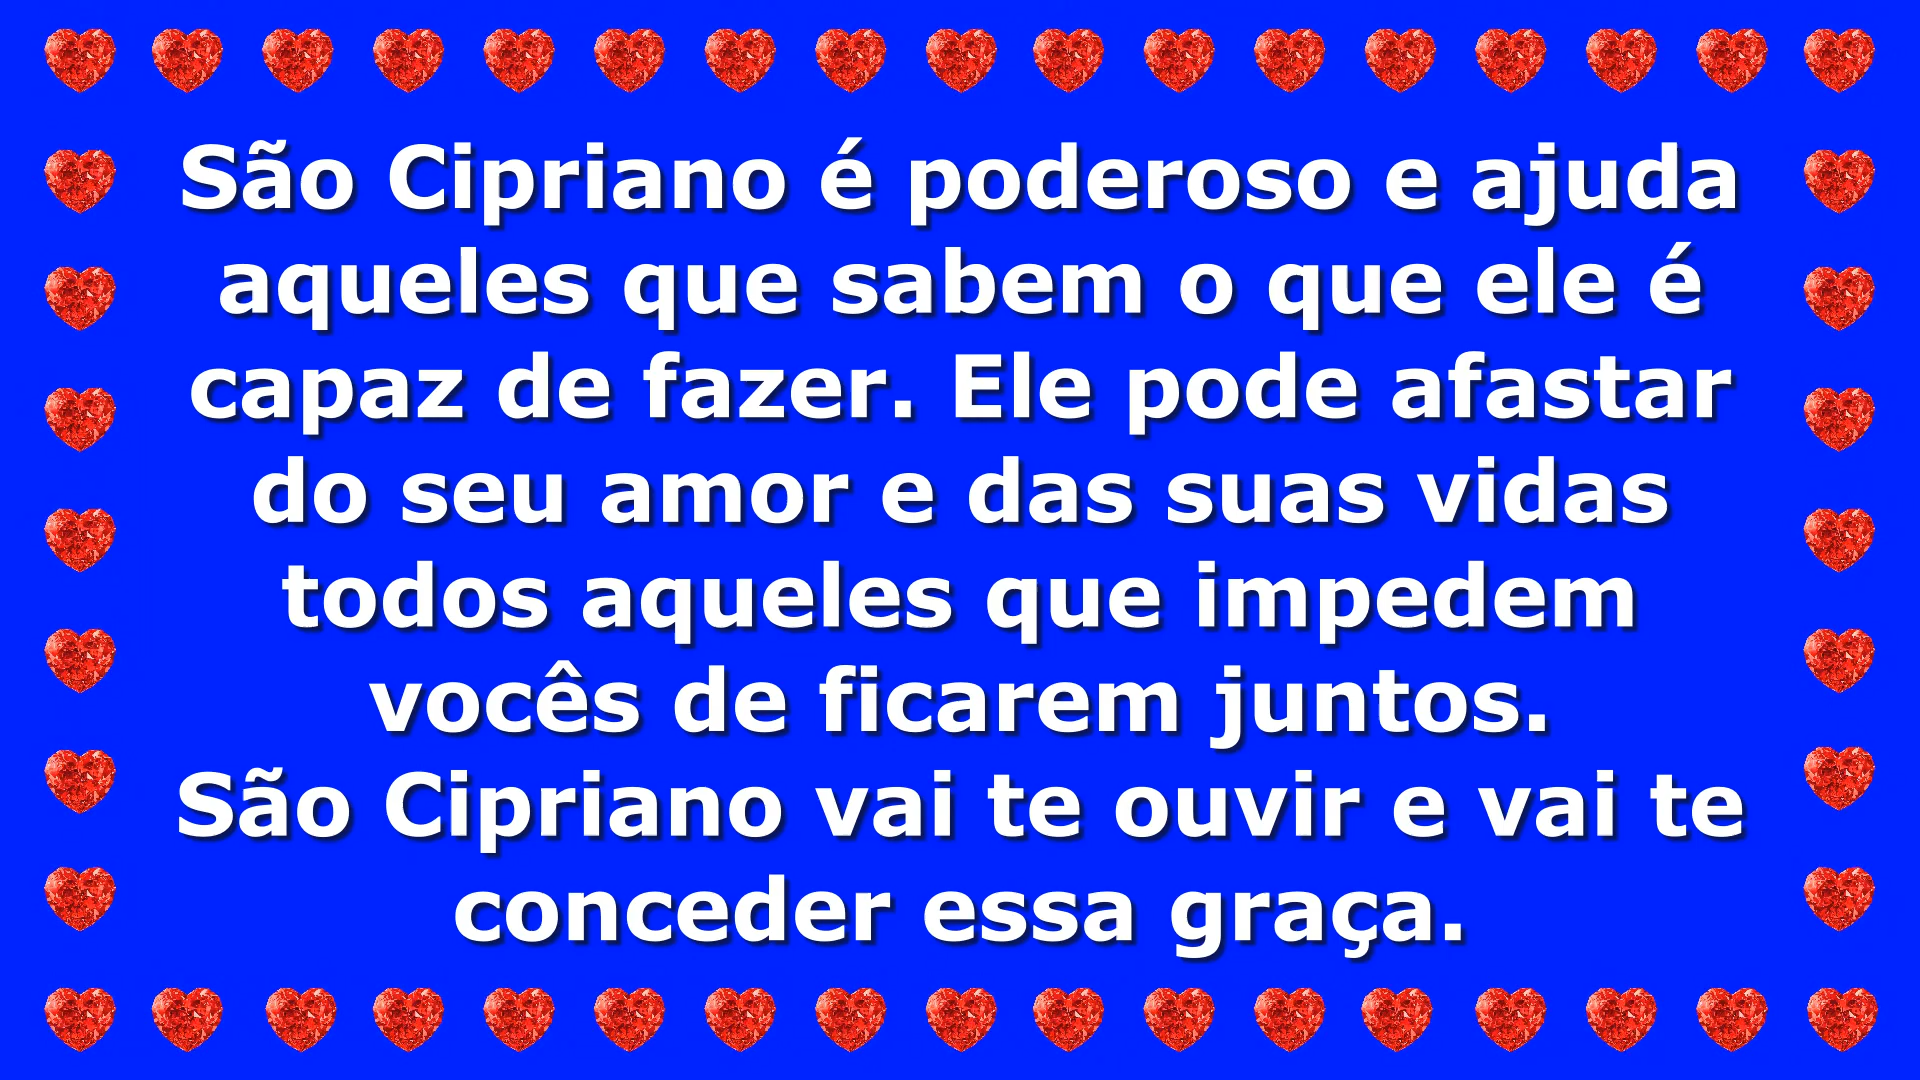 São Cipriano é poderoso e ajuda
aqueles que sabem o que ele é
capaz de fazer. Ele pode afastar
do seu amor e das suas vidas
todos aqueles que impedem
vocês de ficarem juntos.
São Cipriano vai te ouvir e vai te
conceder essa graça.